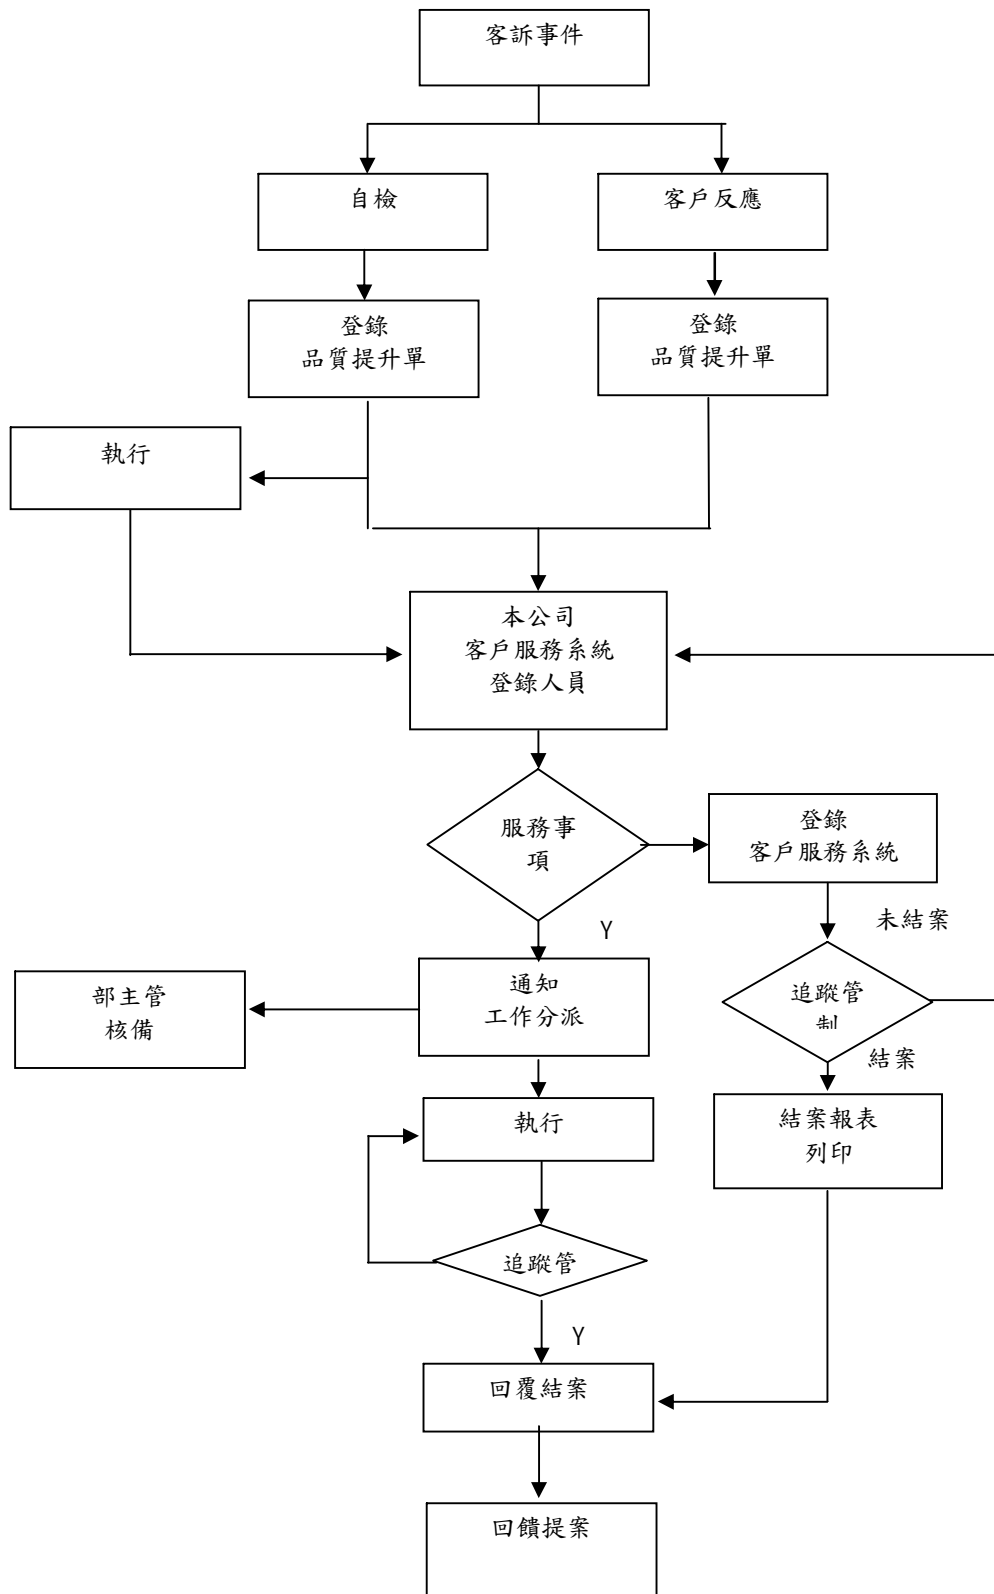 客訴事件
自檢
客戶反應
登錄
品質提升單
登錄
品質提升單
執行
本公司
客戶服務系統
登錄人員
服務事
項
登錄
客戶服務系統
Y
未結案
部主管
核備
通知
工作分派
追蹤管
制
結案
執行
結案報表
列印
追蹤管
Y
回覆結案
回饋提案